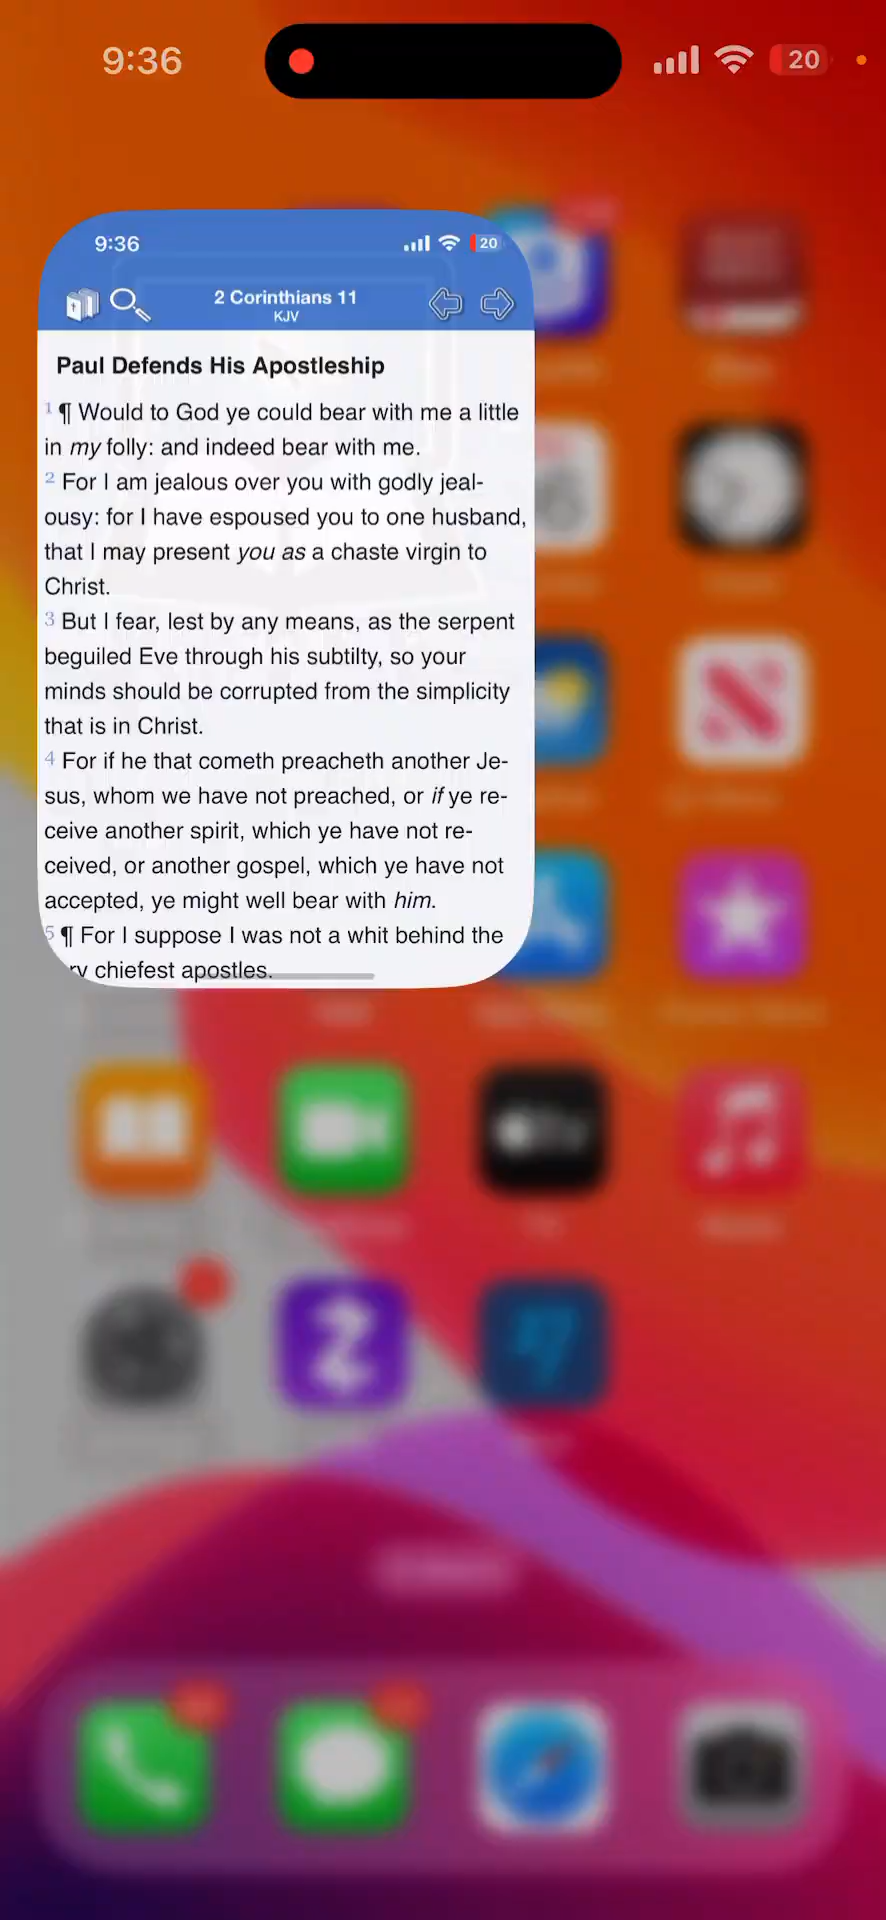 9:36
20
9:36
20
2 Corinthians 11
KJV
Paul Defends His Apostleship
1 ¶ Would to God ye could bear with me a little
in my folly: and indeed bear with me.
2 For I am jealous over you with godly jeal-
ousy: for I have espoused you to one husband,
that I may present you as a chaste virgin to
Christ.
3 But I fear, lest by any means, as the serpent
beguiled Eve through his subtilty, so your
minds should be corrupted from the simplicity
that is in Christ.
4 For if he that cometh preacheth another Je-
sus, whom we have not preached, or if ye re-
ceive another spirit, which ye have not re-
ceived, or another gospel, which ye have not
accepted, ye might well bear with him.
5 ¶ For I suppose I was not a whit behind the
ry chiefest apostles.